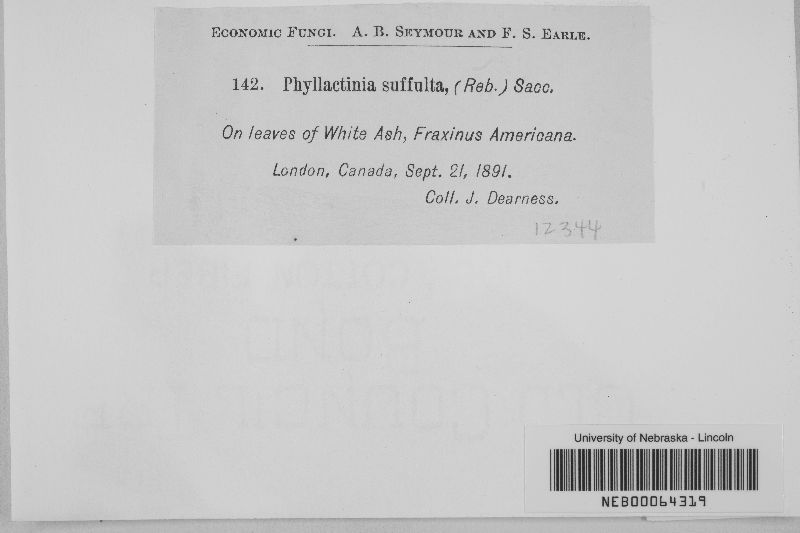 ECONOMIC FUNGI. A. B. SEYMOUR AND F. S. EARLE.
142. Phyllactinia suffulta, (Reb.) Sacc.
On leaves of White Ash, Fraxinus Americana.
London, Canada, Sept. 21, 1891.
Coll. J. Dearness.
12344
BOND
University of Nebraska - Lincoln
NEB00064319